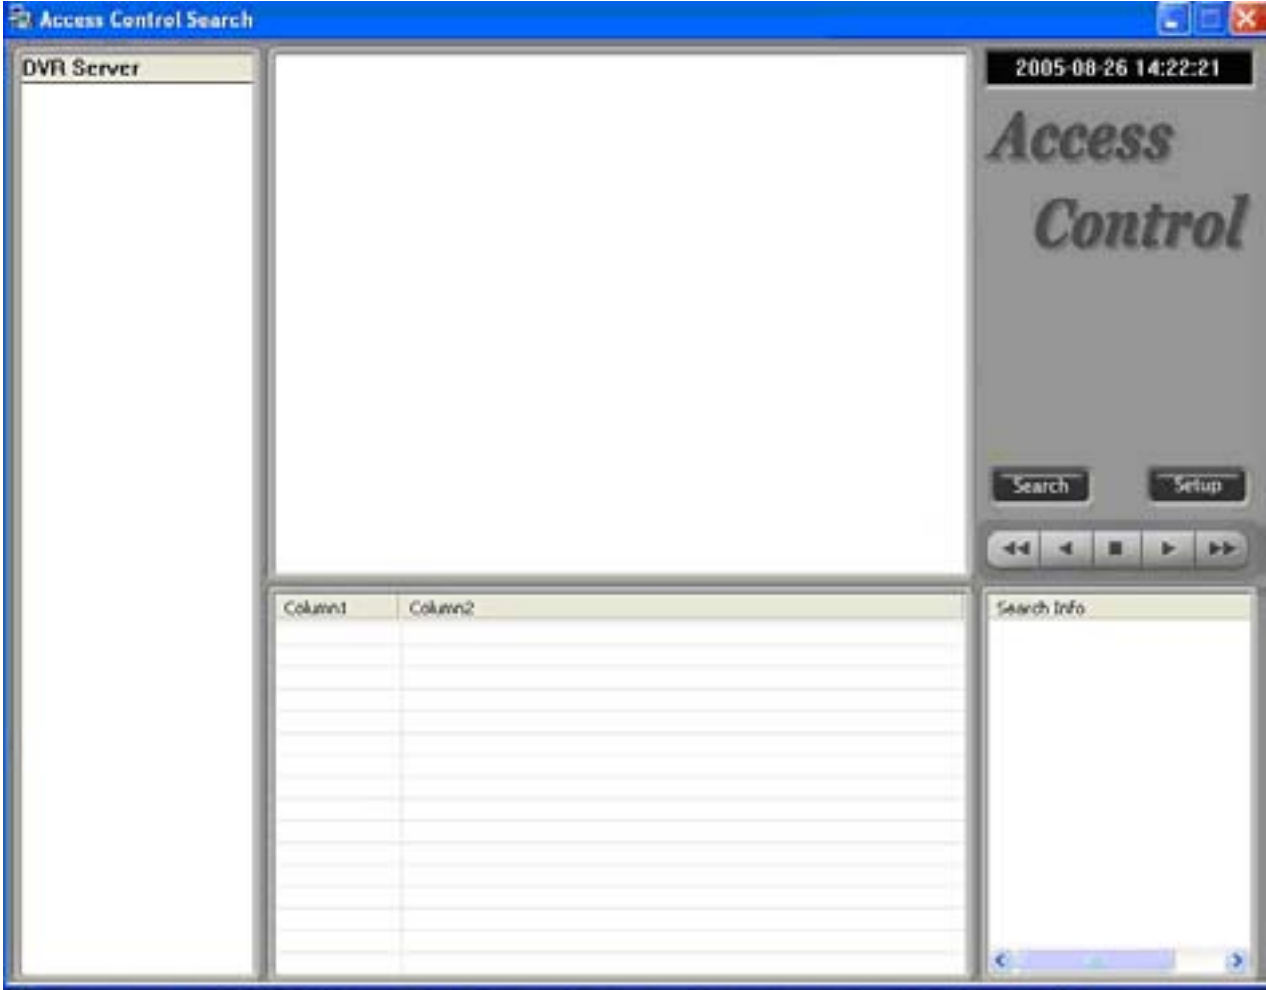 Access Control Search
DVR Server
2005-08-26 14:22:21
Access
Control
Search
Setup
Column1
Column2
Search Info